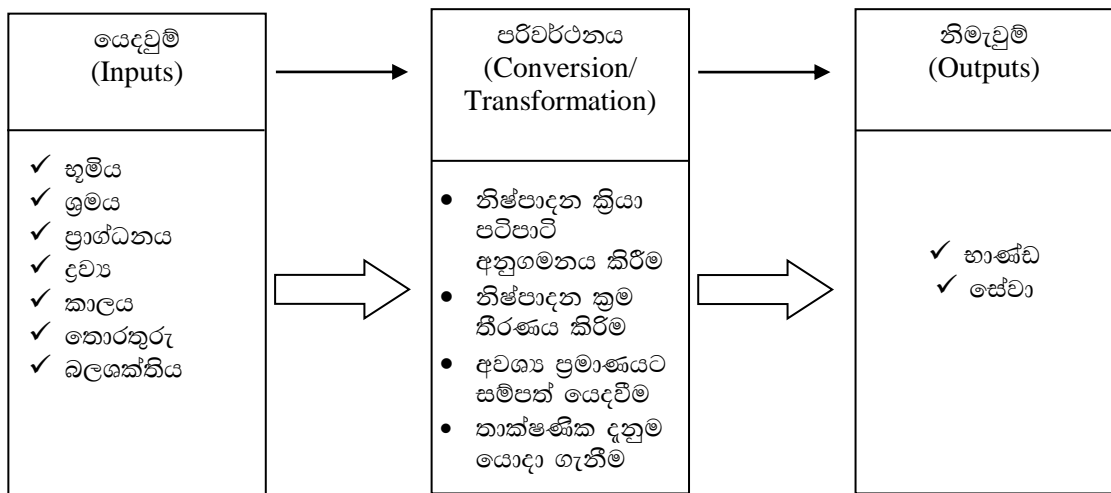 යෙදවුම්
(Inputs)
✓ භූමිය
✓ ශ්‍රමය
✓ ප්‍රාග්ධනය
✓ ද්‍රව්‍ය
✓ කාලය
✓ තොරතුරු
✓ බලශක්තිය
පරිවර්ථනය
(Conversion/
Transformation)
• නිෂ්පාදන ක්‍රියා
පටිපාටි
අනුගමනය කිරීම
• නිෂ්පාදන ක්‍රම
තීරණය කිරිම
• අවශ්‍ය ප්‍රමාණයට
සම්පත් යෙදවීම
• තාක්ෂණික දැනුම
යොදා ගැනීම
නිමැවුම්
(Outputs)
✓ භාණ්ඩ
✓ සේවා